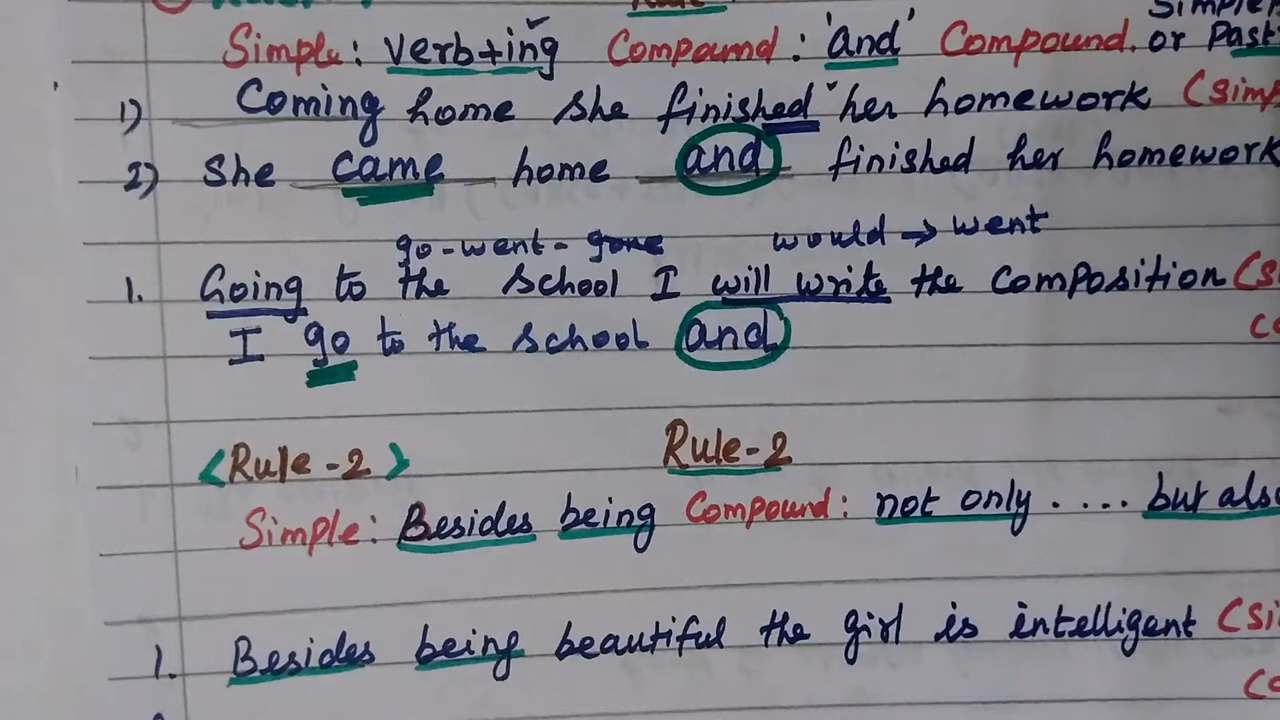 Simple: verb+ing Compound: 'and' Compound. or Past
1) Coming home she finished her homework (Simp
2) She came home and finished her homework
go-went-gone would → went
1. Going to the school I will write the composition (S
I go to the school and
<Rule-2> Rule-2
Simple: Besides being Compound: not only .... but als
1. Besides being beautiful the girl is intelligent (Si